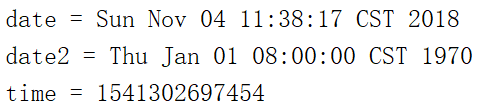 date = Sun Nov 04 11:38:17 CST 2018
date2 = Thu Jan 01 08:00:00 CST 1970
time = 1541302697454